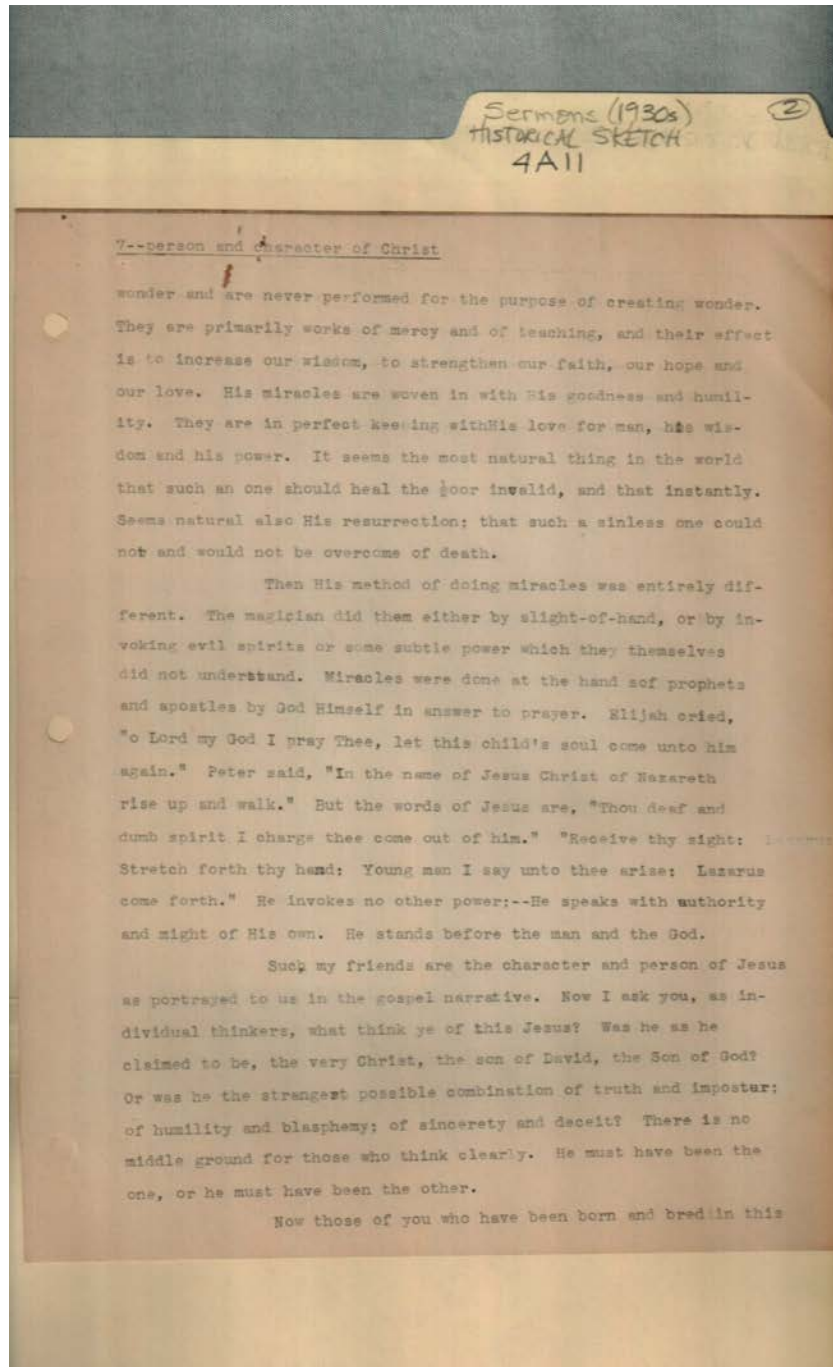 Sermons (1930s) 2
HISTORICAL SKETCH
4A11
7--person and character of Christ
wonder and are never performed for the purpose of creating wonder.
They are primarily works of mercy and of teaching, and their effect
is to increase our wisdom, to strengthen our faith, our hope and
our love. His miracles are woven in with His goodness and humil-
ity. They are in perfect keeping withHis love for man, his wis-
dom and his power. It seems the most natural thing in the world
that such an one should heal the poor invalid, and that instantly.
Seems natural also His resurrection; that such a sinless one could
not and would not be overcome of death.
Then His method of doing miracles was entirely dif-
ferent. The magician did them either by slight-of-hand, or by in-
voking evil spirits or some subtle power which they themselves
did not understand. Miracles were done at the hand sof prophets
and apostles by God Himself in answer to prayer. Elijah cried,
"o Lord my God I pray Thee, let this child's soul come unto him
again." Peter said, "In the name of Jesus Christ of Nazareth
rise up and walk." But the words of Jesus are, "Thou deaf and
dumb spirit I charge thee come out of him." "Receive thy sight:
Stretch forth thy hand: Young man I say unto thee arise: Lazarus
come forth." He invokes no other power:--He speaks with authority
and might of His own. He stands before the man and the God.
Such my friends are the character and person of Jesus
as portrayed to us in the gospel narrative. Now I ask you, as in-
dividual thinkers, what think ye of this Jesus? Was he as he
claimed to be, the very Christ, the son of David, the Son of God?
Or was he the strangest possible combination of truth and impostur:
of humility and blasphemy; of sincerety and deceit? There is no
middle ground for those who think clearly. He must have been the
one, or he must have been the other.
Now those of you who have been born and bred in this